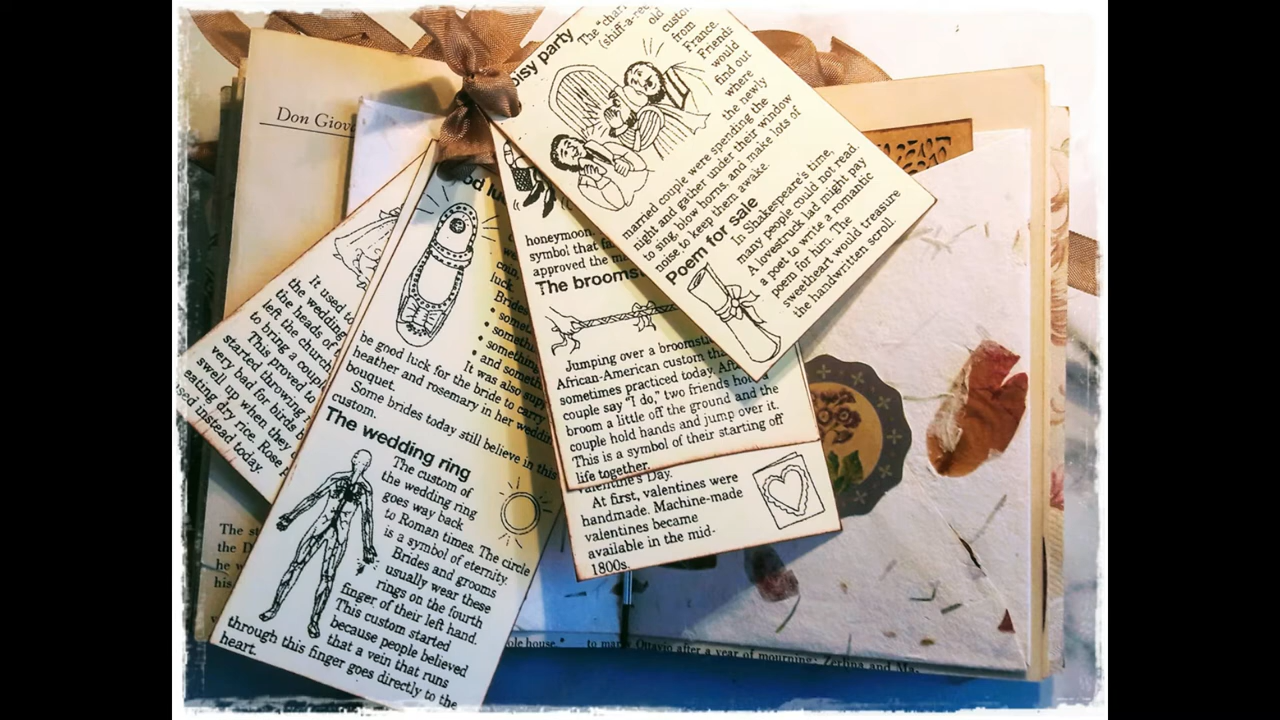 Don Giov
It used to
the wedding
the heads of
left the church
to bring a couple
This proved
started throwing
very bad for birds
swell up when they
eating dry rice. Rose
used instead today.
coin
luck.
• and
It was also
be good luck for the bride to carry
heather and rosemary in her
bouquet.
Some brides today still believe in this
custom.
The wedding ring
The custom of
the wedding ring
goes way back
to Roman times. The circle
is a symbol of eternity.
Brides and grooms
usually wear these
rings on the fourth
finger of their left hand.
This custom started
because people believed
that a vein that runs
through this finger goes directly to the
heart.
honeymoon.
symbol that
approved the
The
Jumping over a
African-American custom
sometimes practiced today.
couple say "I do," two friends hold a
broom a little off the ground and the
couple hold hands and jump over it.
This is a symbol of their starting off
life together.
Valentine's Day.
At first, valentines were
handmade. Machine-made
valentines became
available in the mid-
1800s.
party
The
old
from
France.
Friends
would
find out
where
the newly
married couple were spending the
night and gather under their window
to sing, blow horns, and make lots of
noise to keep them awake.
Poem for sale
In Shakespeare's time,
many people could not read.
A lovestruck lad might pay
a poet to write a romantic
poem for him. The
sweetheart would treasure
the handwritten scroll.
The
the
he
his
house." to Ottavio after a year of mourning; Zerlina and